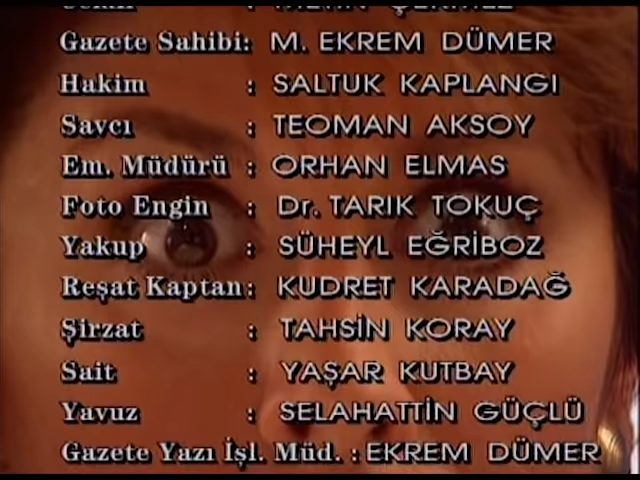 Gazete Sahibi: M. EKREM DÜMER
Hakim : SALTUK KAPLANGI
Savcı : TEOMAN AKSOY
Em. Müdürü : ORHAN ELMAS
Foto Engin : Dr. TARIK TOKUÇ
Yakup : SÜHEYL EĞRİBOZ
Reşat Kaptan: KUDRET KARADAĞ
Şirzat : TAHSİN KORAY
Sait : YAŞAR KUTBAY
Yavuz : SELAHATTİN GÜÇLÜ
Gazete Yazı İşl. Müd. : EKREM DÜMER